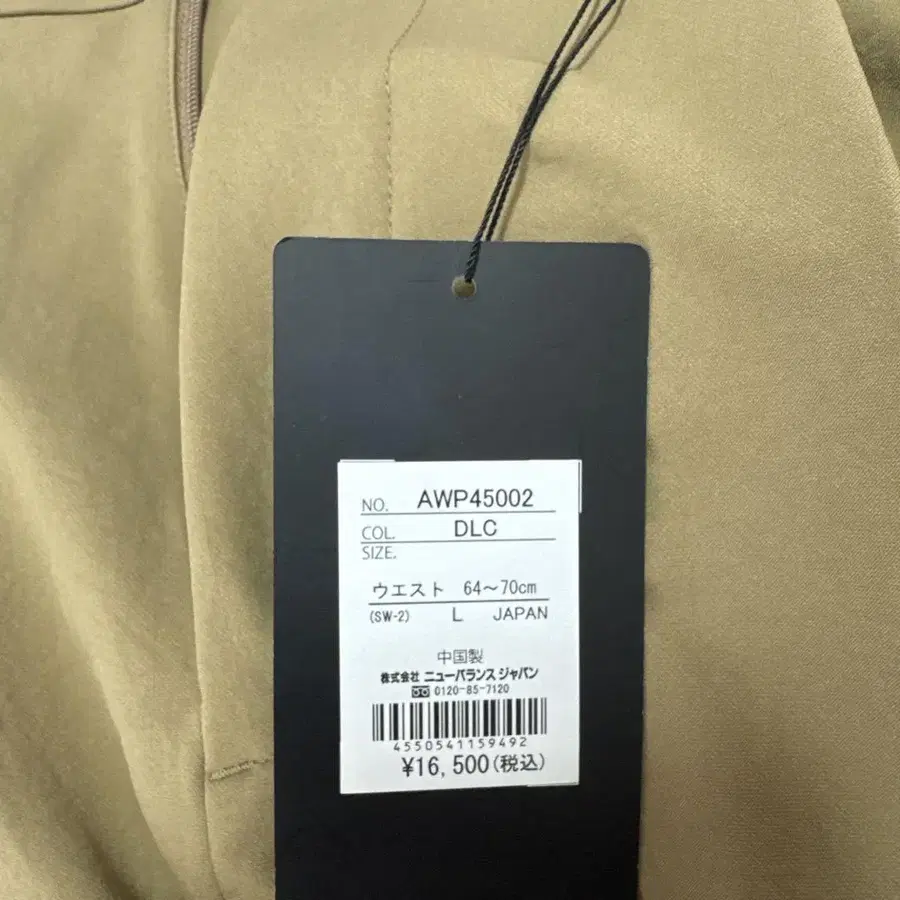 NO. AWP45002
COL. DLC
SIZE.
ウエスト 64～70cm
(SW-2) L JAPAN
中国製
株式会社 ニューバランス ジャパン
0120-85-7120
4550541159492
¥16,500(税込)